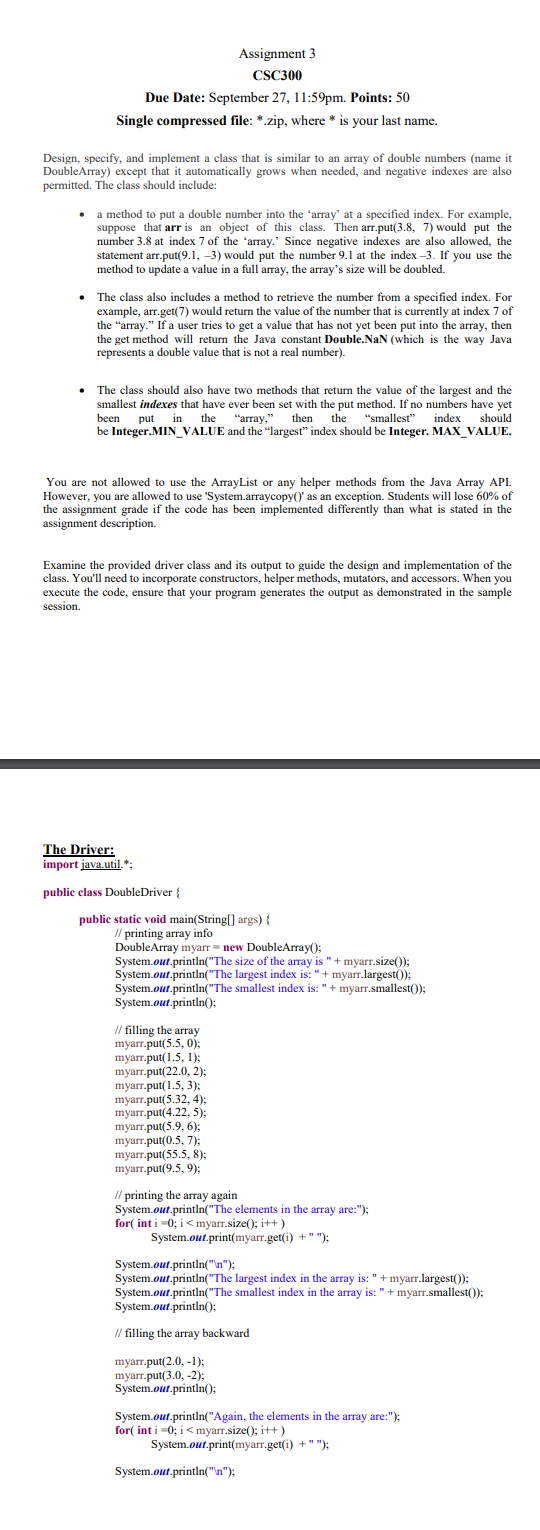 Assignment 3
CSC300
Due Date: September 27, 11:59pm. Points: 50
Single compressed file: *.zip, where * is your last name.
Design, specify, and implement a class that is similar to an array of double numbers (name it
DoubleArray) except that it automatically grows when needed, and negative indexes are also
permitted. The class should include:
• a method to put a double number into the ‘array’ at a specified index. For example,
suppose that arr is an object of this class. Then arr.put(3.8, 7) would put the
number 3.8 at index 7 of the ‘array.’ Since negative indexes are also allowed, the
statement arr.put(9.1, –3) would put the number 9.1 at the index –3. If you use the
method to update a value in a full array, the array’s size will be doubled.
• The class also includes a method to retrieve the number from a specified index. For
example, arr.get(7) would return the value of the number that is currently at index 7 of
the “array.” If a user tries to get a value that has not yet been put into the array, then
the get method will return the Java constant Double.NaN (which is the way Java
represents a double value that is not a real number).
• The class should also have two methods that return the value of the largest and the
smallest indexes that have ever been set with the put method. If no numbers have yet
been put in the “array,” then the “smallest” index should
be Integer.MIN_VALUE and the “largest” index should be Integer. MAX_VALUE.
You are not allowed to use the ArrayList or any helper methods from the Java Array API.
However, you are allowed to use 'System.arraycopy()' as an exception. Students will lose 60% of
the assignment grade if the code has been implemented differently than what is stated in the
assignment description.
Examine the provided driver class and its output to guide the design and implementation of the
class. You'll need to incorporate constructors, helper methods, mutators, and accessors. When you
execute the code, ensure that your program generates the output as demonstrated in the sample
session.
The Driver:
import java.util.*;
public class DoubleDriver {
public static void main(String[] args) {
// printing array info
DoubleArray myarr = new DoubleArray();
System.out.println("The size of the array is " + myarr.size());
System.out.println("The largest index is: " + myarr.largest());
System.out.println("The smallest index is: " + myarr.smallest());
System.out.println();
// filling the array
myarr.put(5.5, 0);
myarr.put(1.5, 1);
myarr.put(22.0, 2);
myarr.put(1.5, 3);
myarr.put(5.32, 4);
myarr.put(4.22, 5);
myarr.put(5.9, 6);
myarr.put(0.5, 7);
myarr.put(55.5, 8);
myarr.put(9.5, 9);
// printing the array again
System.out.println("The elements in the array are:");
for( int i =0; i < myarr.size(); i++ )
System.out.print(myarr.get(i) + " ");
System.out.println("\n");
System.out.println("The largest index in the array is: " + myarr.largest());
System.out.println("The smallest index in the array is: " + myarr.smallest());
System.out.println();
// filling the array backward
myarr.put(2.0, -1);
myarr.put(3.0, -2);
System.out.println();
System.out.println("Again, the elements in the array are:");
for( int i =0; i < myarr.size(); i++ )
System.out.print(myarr.get(i) + " ");
System.out.println("\n");